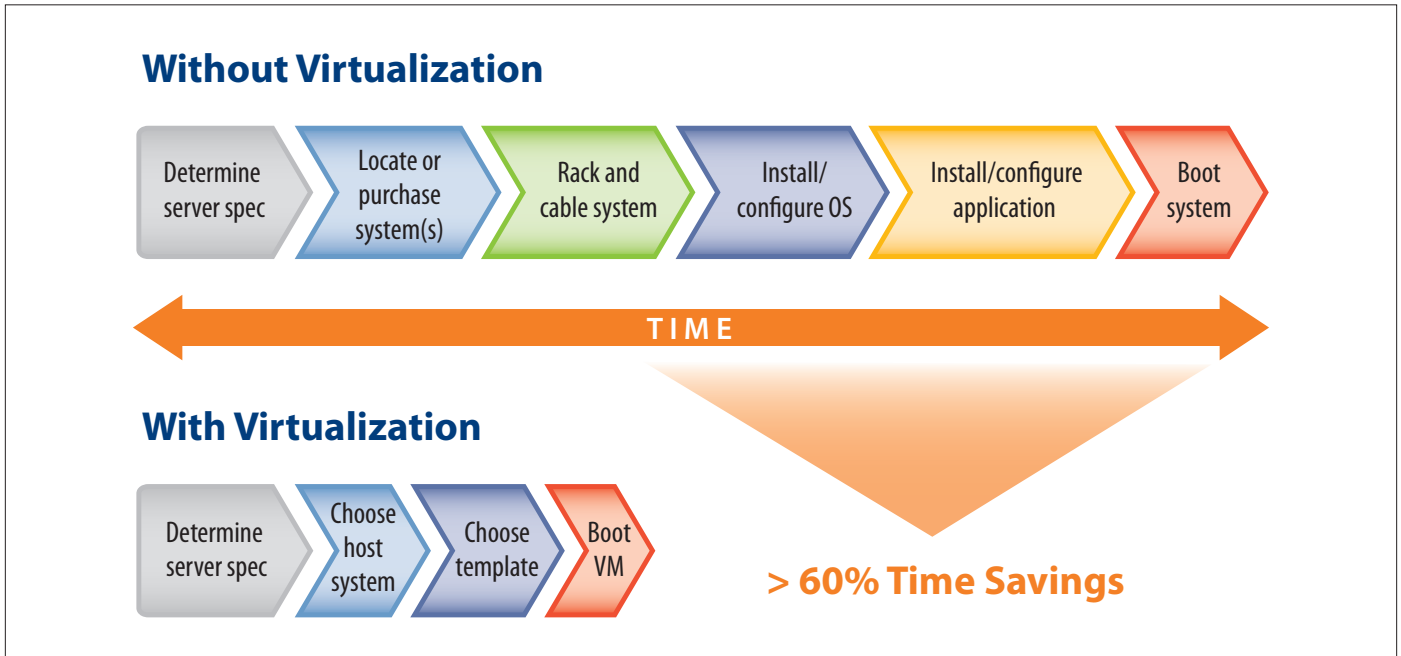 Without Virtualization
Determine
server spec
Locate or
purchase
system(s)
Rack and
cable system
Install/
configure OS
Install/configure
application
Boot
system
TIME
With Virtualization
Determine
server spec
Choose
host
system
Choose
template
Boot
VM
> 60% Time Savings